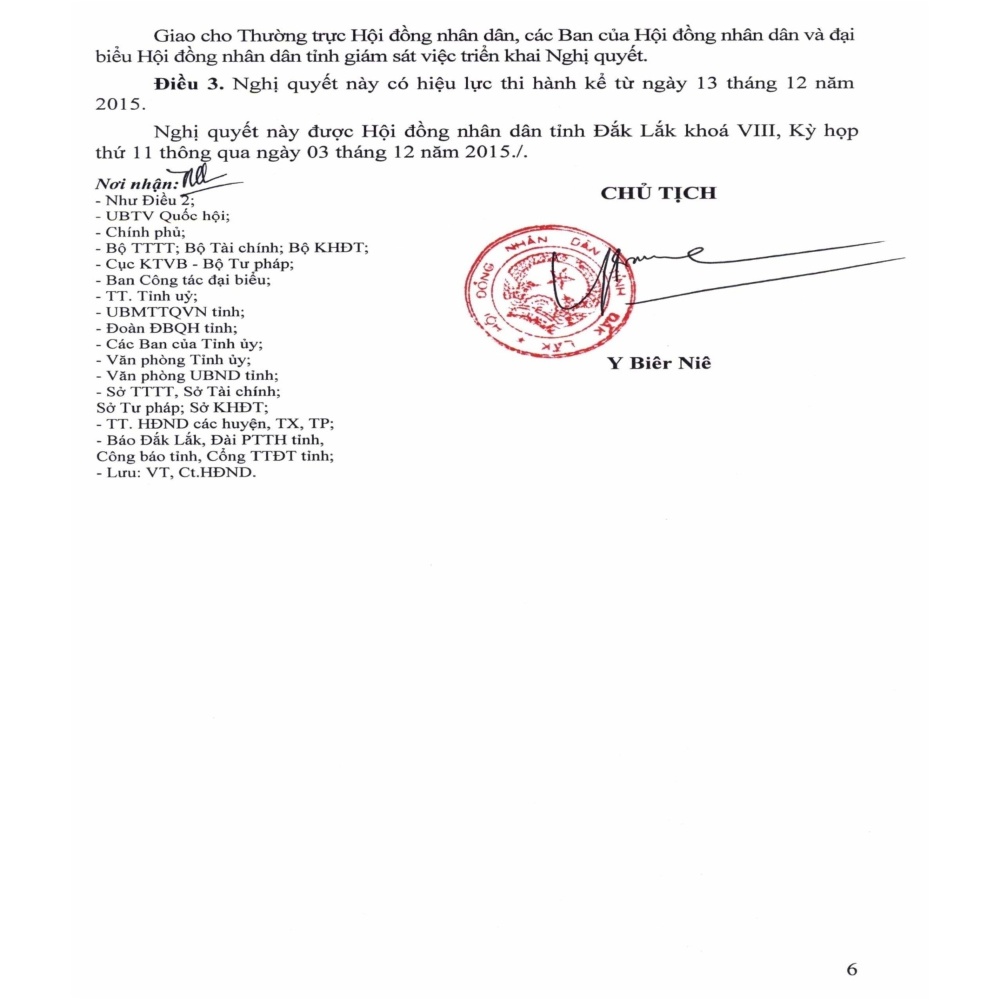 Giao cho Thường trực Hội đồng nhân dân, các Ban của Hội đồng nhân dân và đại
biểu Hội đồng nhân dân tỉnh giám sát việc triển khai Nghị quyết.
Điều 3. Nghị quyết này có hiệu lực thi hành kể từ ngày 13 tháng 12 năm
2015.
Nghị quyết này được Hội đồng nhân dân tỉnh Đắk Lắk khoá VIII, Kỳ họp
thứ 11 thông qua ngày 03 tháng 12 năm 2015./.
Nơi nhận:
- Như Điều 2;
- UBTV Quốc hội;
- Chính phủ;
- Bộ TTTT; Bộ Tài chính; Bộ KHĐT;
- Cục KTVB - Bộ Tư pháp;
- Ban Công tác đại biểu;
- TT. Tỉnh uỷ;
- UBMTTQVN tỉnh;
- Đoàn ĐBQH tỉnh;
- Các Ban của Tỉnh ủy;
- Văn phòng Tỉnh ủy;
- Văn phòng UBND tỉnh;
- Sở TTTT, Sở Tài chính;
Sở Tư pháp; Sở KHĐT;
- TT. HĐND các huyện, TX, TP;
- Báo Đắk Lắk, Đài PTTH tỉnh,
Công báo tỉnh, Cổng TTĐT tỉnh;
- Lưu: VT, Ct.HĐND.
CHỦ TỊCH
HỘI ĐỒNG NHÂN DÂN TỈNH ĐẮK LẮK
Y Biêr Niê
6